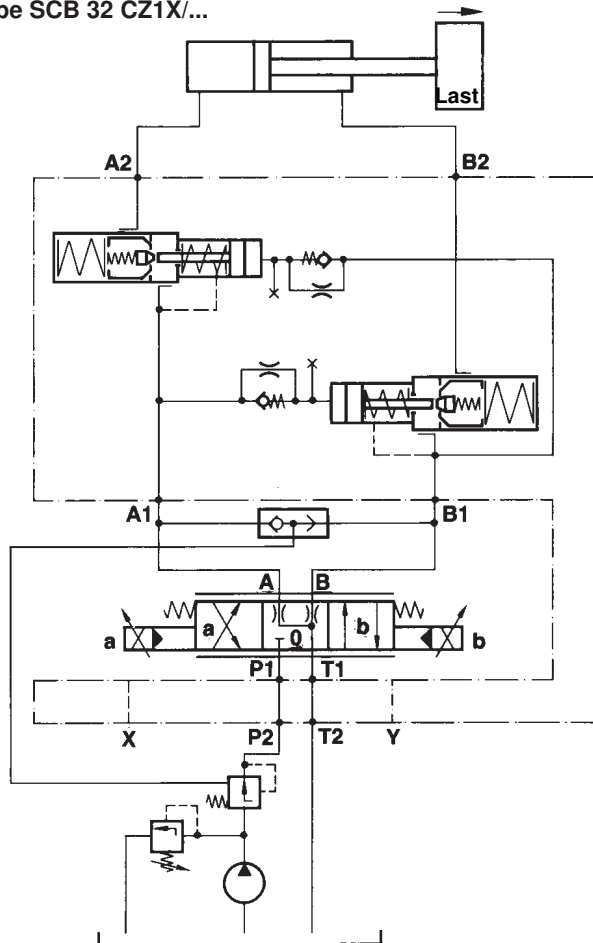 pe SCB 32 CZ1X/...
Last
A2
B2
A1
B1
A B
a
a
0
b
b
P1
T1
X
P2
T2
Y